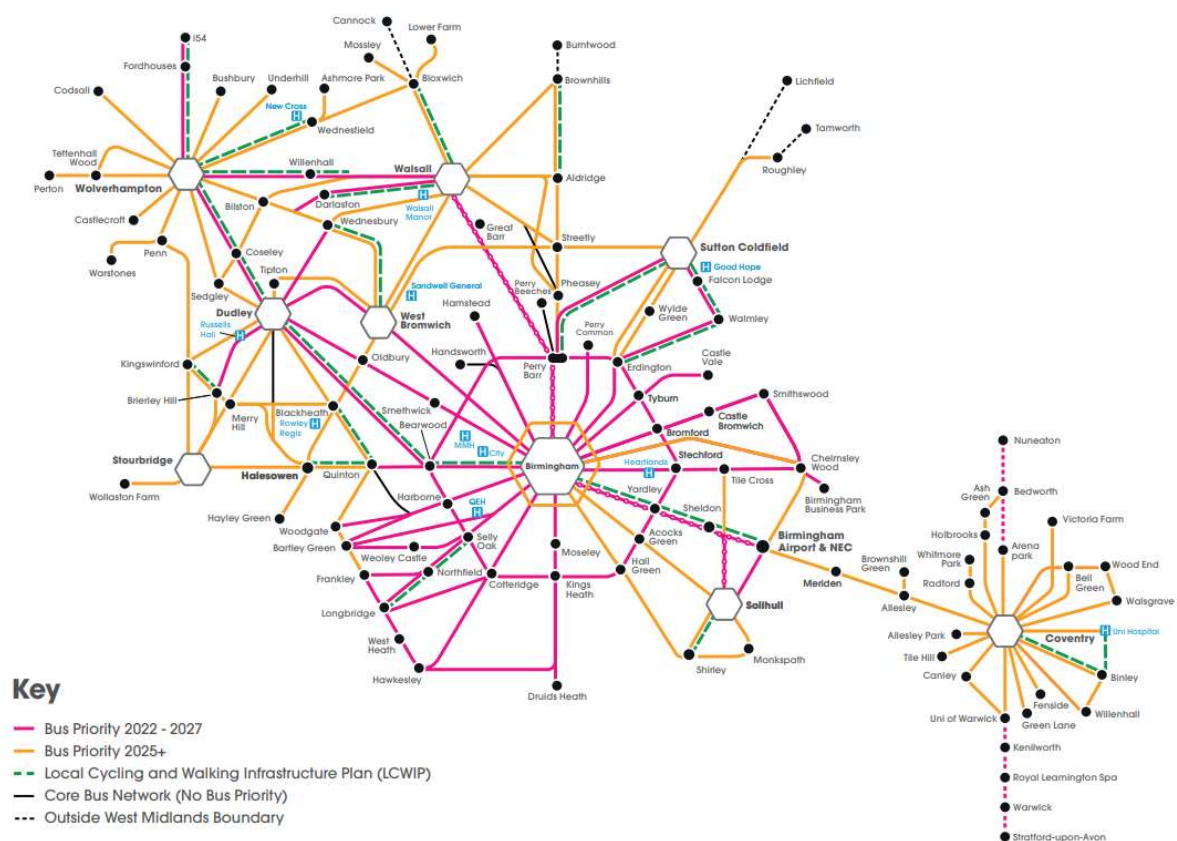 Cannock
Lower Farm
i54
Mossley
Burntwood
Fordhouses
Bushbury
Underhill
Ashmore Park
Bloxwich
Brownhills
Codsall
Lichfield
New Cross
H
Wednesfield
Tamworth
Tettenhall
Wood
Willenhall
Walsall
Roughley
Perton
Wolverhampton
Aldridge
Darlaston
H
Walsall
Manor
Castlecroft
Bilston
Wednesbury
Great
Barr
Penn
Streetly
Sutton Coldfield
Warstones
Coseley
Tipton
H Good Hope
Falcon Lodge
Sedgley
Sandwell General
H
Hamstead
Perry
Beeches
Pheasey
Dudley
Russells
Hall H
West
Bromwich
Wylde
Green
Walmley
Perry
Common
Kingswinford
Oldbury
Handsworth
Perry
Barr
Erdington
Castle
Vale
Brierley Hill
Merry
Hill
Blackheath
Rowley H
Regis
Smethwick
Bearwood
Tyburn
Smithswood
Castle
Bromwich
Bromford
H
MMH
H City
Nuneaton
Stourbridge
Halesowen
Quinton
Birmingham
Heartlands
H
Stechford
Tile Cross
Chelmsley
Wood
Wollaston Farm
Harborne
Yardley
Sheldon
Birmingham
Business Park
Ash
Green
Bedworth
Hayley Green
Woodgate
QEH
H
Victoria Farm
Bartley Green
Selly
Oak
Moseley
Acocks
Green
Birmingham
Airport & NEC
Holbrooks
Arena
park
Weoley Castle
Brownshill
Green
Whitmore
Park
Wood End
Frankley
Northfield
Cotteridge
Kings
Heath
Hall
Green
Meriden
Radford
Bell
Green
Longbridge
Solihull
Allesley
Walsgrave
Allesley Park
Coventry
H Uni Hospital
West
Heath
Tile Hill
Shirley
Monkspath
Canley
Binley
Hawkesley
Druids Heath
Fenside
Uni of Warwick
Green Lane
Willenhall
Kenilworth
Royal Leamington Spa
Warwick
Stratford-upon-Avon
Key
Bus Priority 2022 - 2027
Bus Priority 2025+
Local Cycling and Walking Infrastructure Plan (LCWIP)
Core Bus Network (No Bus Priority)
Outside West Midlands Boundary